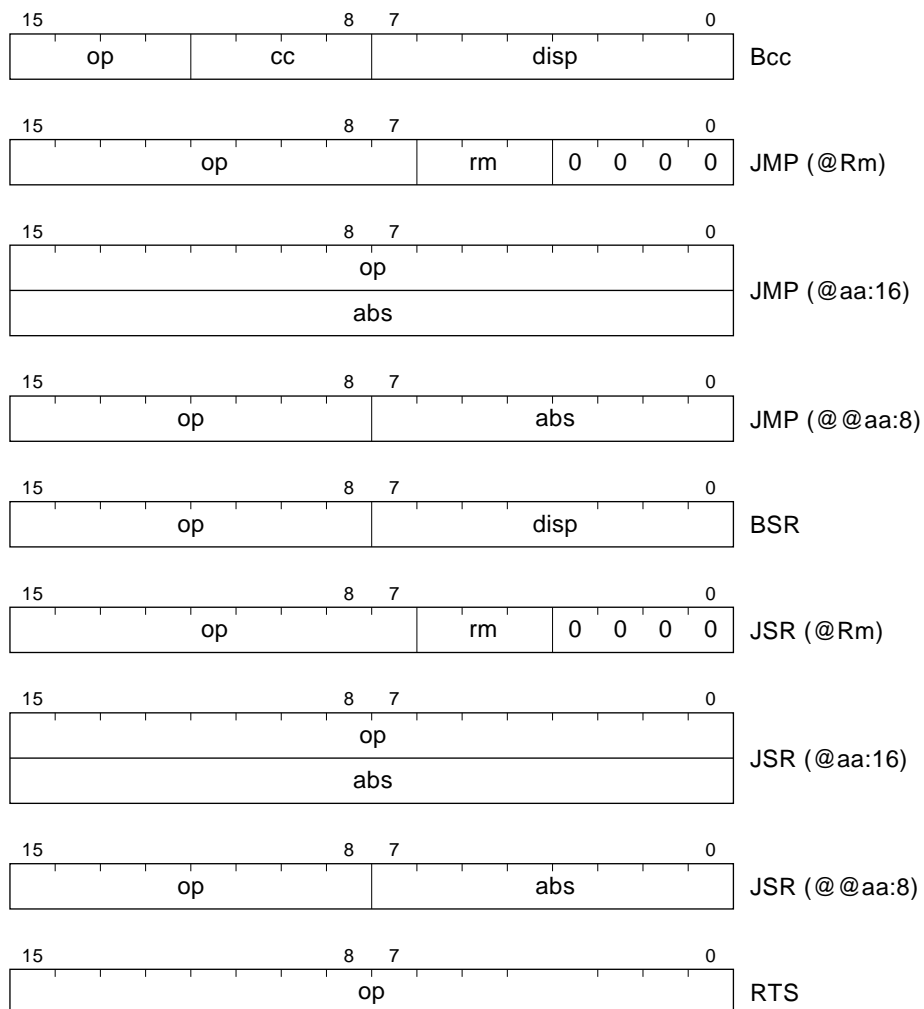 15 8 7 0
op cc disp Bcc
15 8 7 0
op rm 0 0 0 0 JMP (@Rm)
15 8 7 0
op
JMP (@aa:16)
abs
15 8 7 0
op abs JMP (@@aa:8)
15 8 7 0
op disp BSR
15 8 7 0
op rm 0 0 0 0 JSR (@Rm)
15 8 7 0
op
JSR (@aa:16)
abs
15 8 7 0
op abs JSR (@@aa:8)
15 8 7 0
op RTS